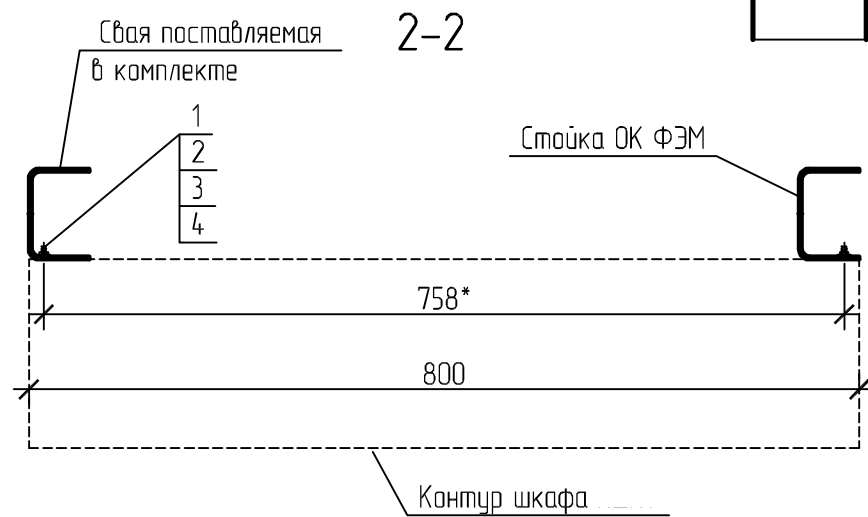 2-2
Свая поставляемая
в комплекте
1
2
3
4
Стойка ОК ФЭМ
758*
800
Контур шкафа